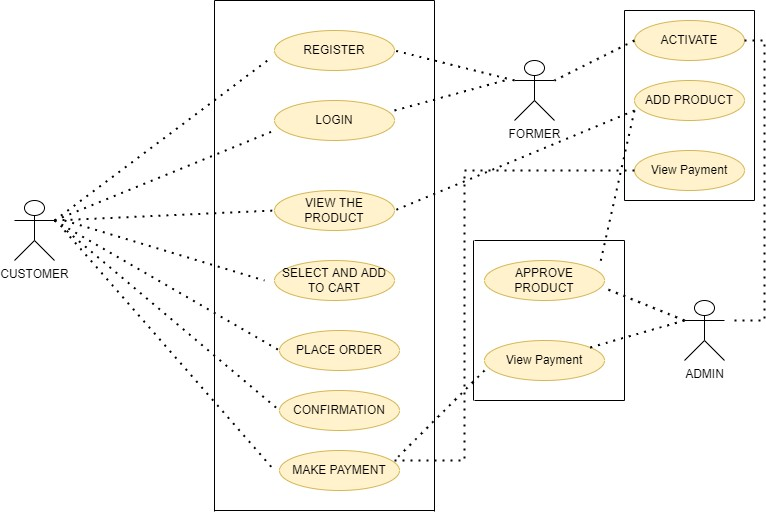 REGISTER
LOGIN
VIEW THE
PRODUCT
SELECT AND ADD
TO CART
PLACE ORDER
CONFIRMATION
MAKE PAYMENT
CUSTOMER
FORMER
ACTIVATE
ADD PRODUCT
View Payment
APPROVE
PRODUCT
View Payment
ADMIN